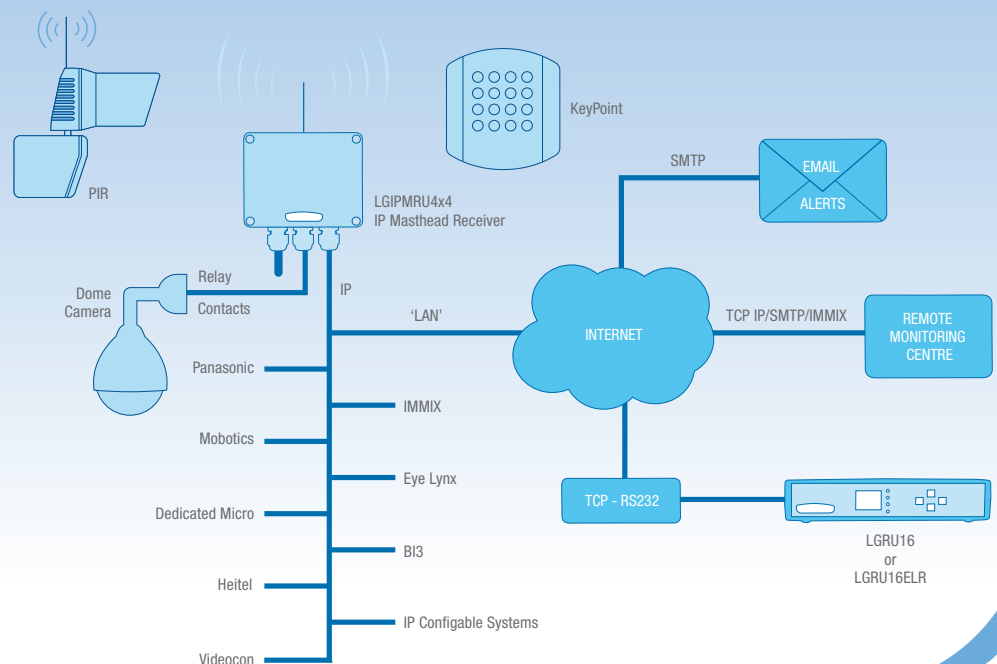 KeyPoint
PIR
LGIPMRU4x4
IP Masthead Receiver
SMTP
EMAIL
ALERTS
Relay
Contacts
Dome
Camera
IP
'LAN'
INTERNET
TCP IP/SMTP/IMMIX
REMOTE
MONITORING
CENTRE
Panasonic
IMMIX
Mobotics
Eye Lynx
Dedicated Micro
BI3
Heitel
IP Configable Systems
Videocon
TCP - RS232
LGRU16
or
LGRU16ELR